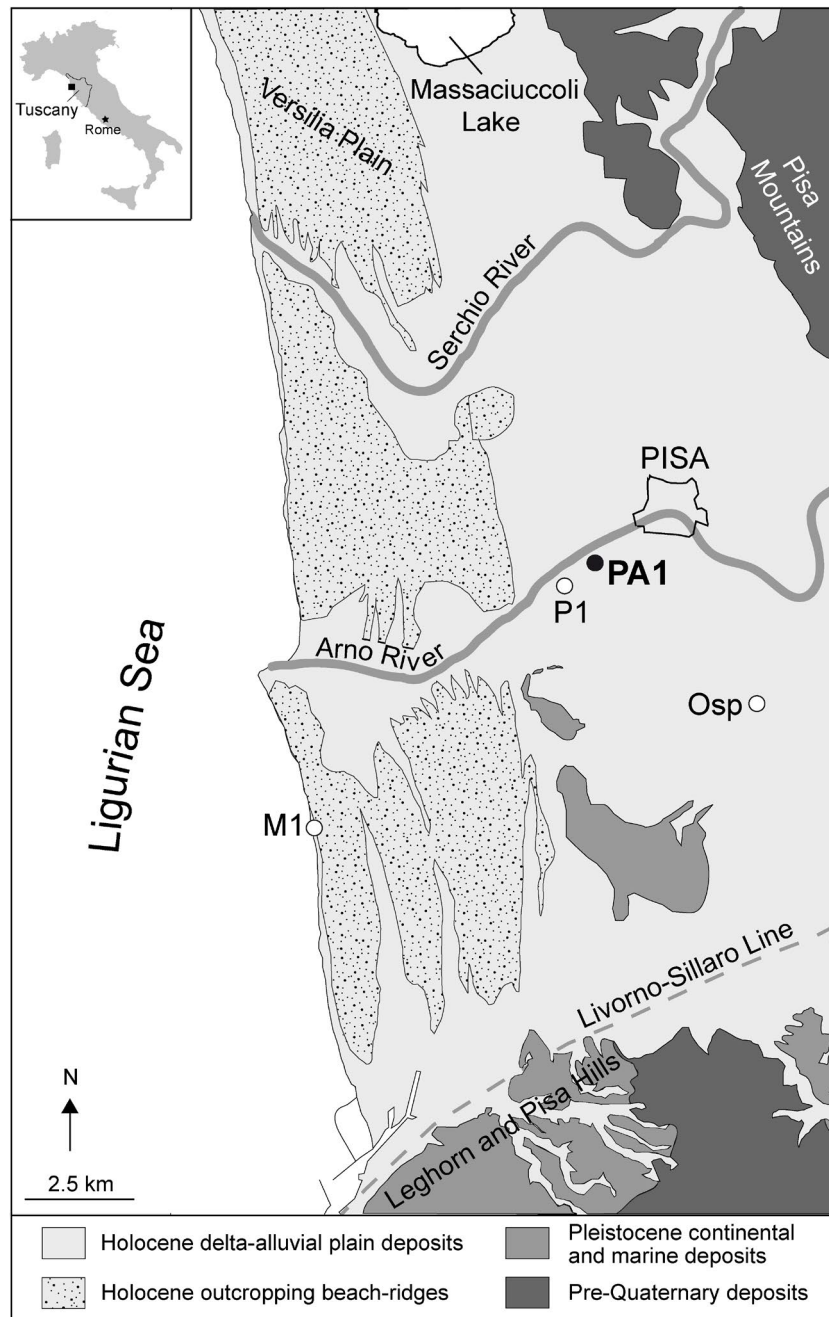 Tuscany
Rome
Massaciuccoli
Lake
Versilia Plain
Pisa
Mountains
Serchio River
PISA
PA1
P1
Arno River
Osp
Ligurian Sea
M1
Livorno-Sillaro Line
Leghorn and Pisa Hills
N
2.5 km
Holocene delta-alluvial plain deposits
Holocene outcropping beach-ridges
Pleistocene continental
and marine deposits
Pre-Quaternary deposits